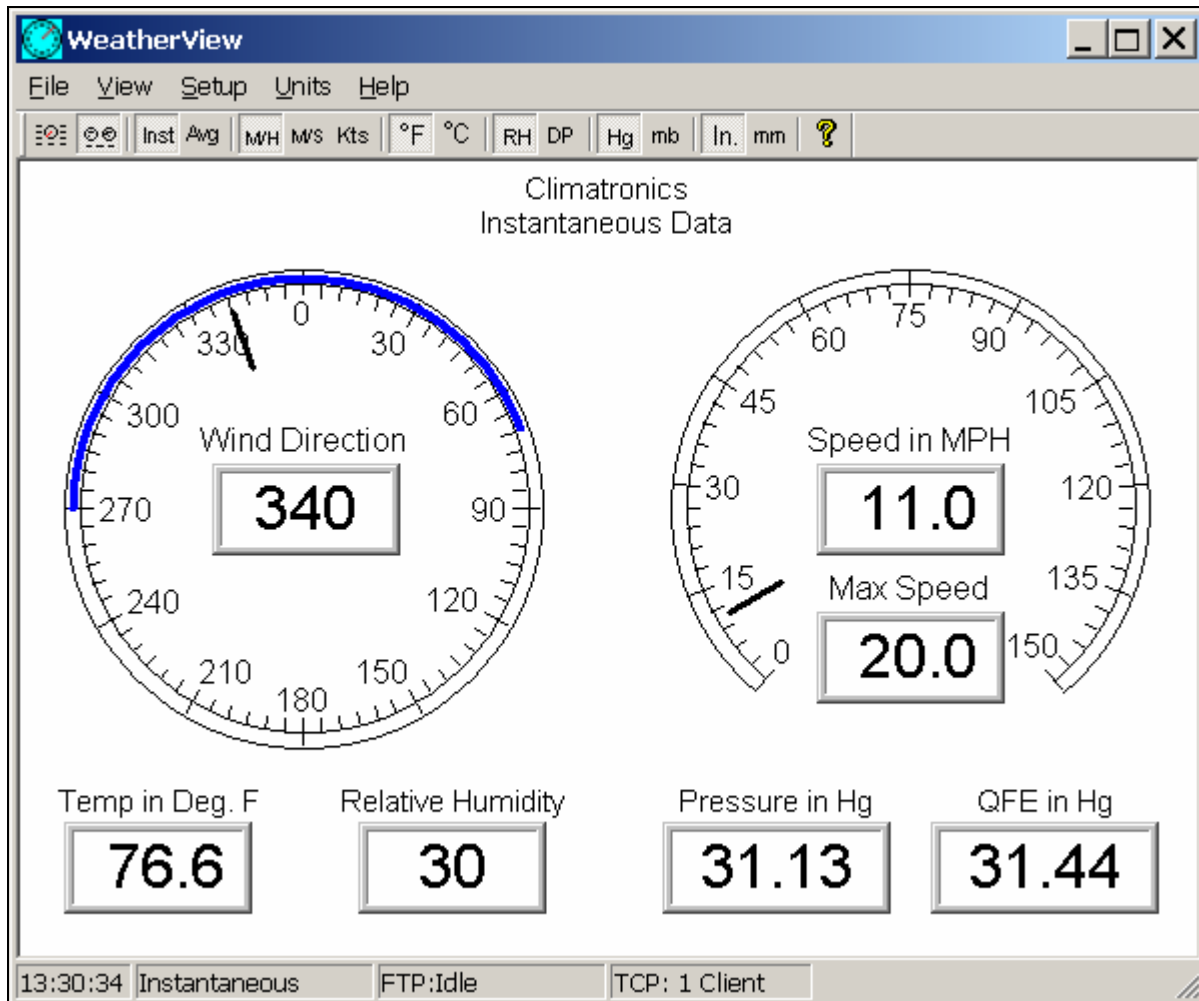 WeatherView
File View Setup Units Help
Inst Avg M/H M/S Kts °F °C RH DP Hg mb In. mm ?
Climatronics
Instantaneous Data
0
30
60
90
120
150
180
210
240
270
300
330
Wind Direction
340
0
15
30
45
60
75
90
105
120
135
150
Speed in MPH
11.0
Max Speed
20.0
Temp in Deg. F
76.6
Relative Humidity
30
Pressure in Hg
31.13
QFE in Hg
31.44
13:30:34 Instantaneous FTP:Idle TCP: 1 Client